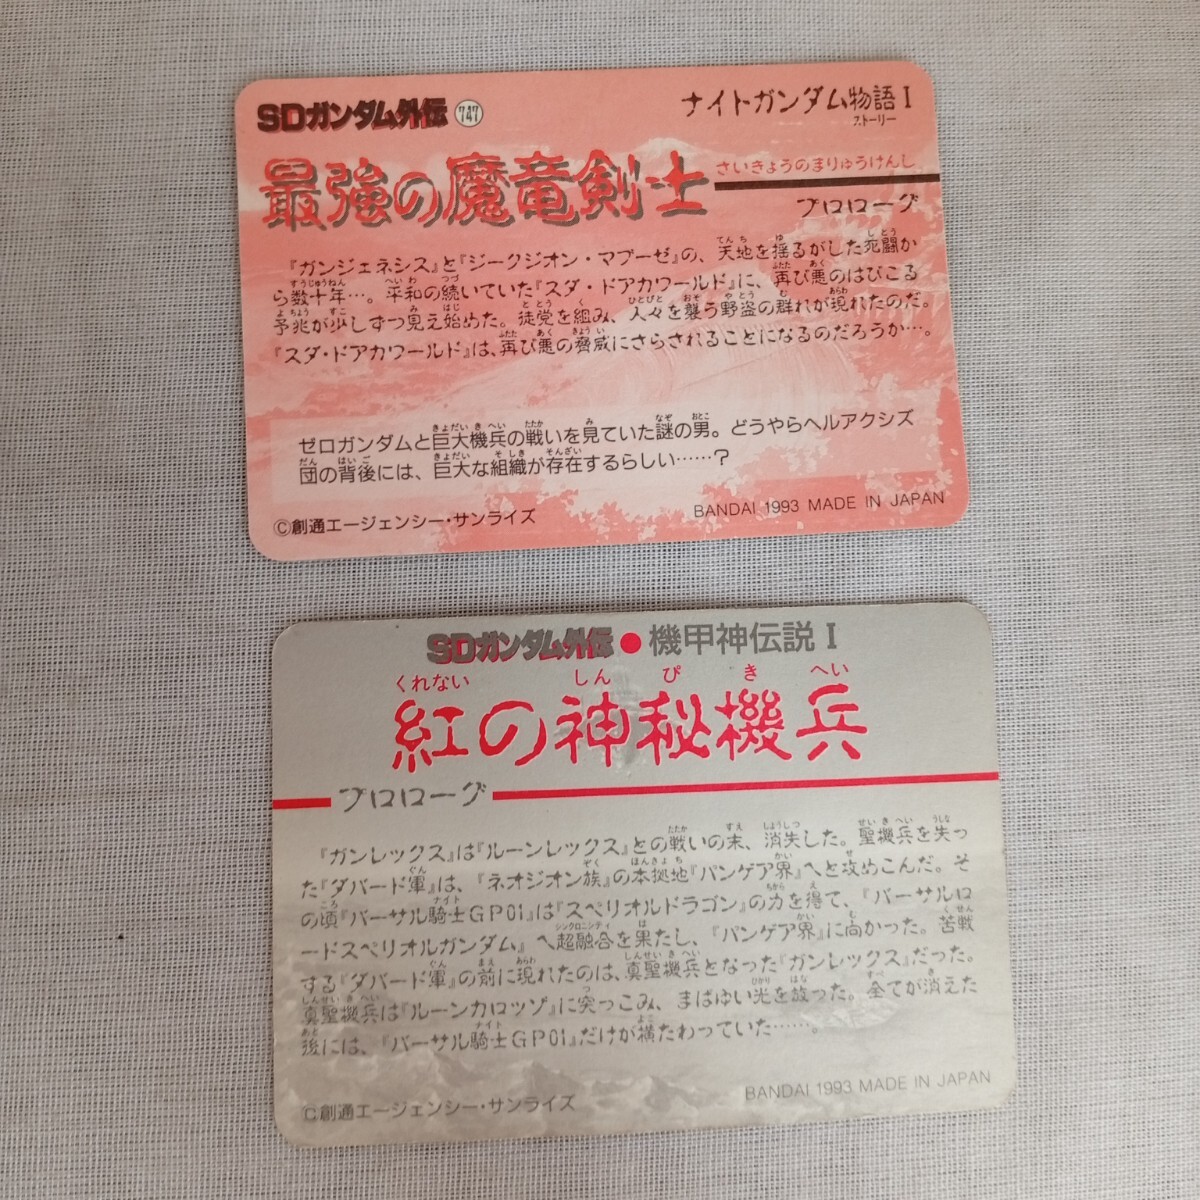 SDガンダム外伝 747
ナイトガンダム物語 I
ストーリー
最強の魔竜剣士
さいきょうのまりゅうけんし
プロローグ
『ガンジェネシス』と『ジークジオン・マブーゼ』の、天地を揺るがした死闘か
ら数十年…。平和の続いていた『スダ・ドアカワールド』に、再び悪のはびこる
予兆が少しずつ見え始めた。徒党を組み、人々を襲う野盗の群れが現れたのだ。
『スダ・ドアカワールド』は、再び悪の脅威にさらされることになるのだろうか…。
ゼロガンダムと巨大機兵の戦いを見ていた謎の男。どうやらヘルアクシズ
団の背後には、巨大な組織が存在するらしい……？
©創通エージェンシー・サンライズ
BANDAI 1993 MADE IN JAPAN
SDガンダム外伝●機甲神伝説 I
くれない しん ぴ き へい
紅の神秘機兵
プロローグ
『ガンレックス』は『ルーンレックス』との戦いの末、消失した。聖機兵を失っ
た『ダバード軍』は、『ネオジオン族』の本拠地『パンゲア界』へと攻めこんだ。そ
の頃『バーサル騎士GP01』は『スペリオルドラゴン』の力を得て、『バーサルロ
ードスペリオルガンダム』へ超融合を果たし、『パンゲア界』に向かった。苦戦
する『ダバード軍』の前に現れたのは、真聖機兵となった『ガンレックス』だった。
真聖機兵は『ルーンカロッゾ』に突っこみ、まばゆい光を放った。全てが消えた
後には、『バーサル騎士GP01』だけが横たわっていた……。
©創通エージェンシー・サンライズ
BANDAI 1993 MADE IN JAPAN